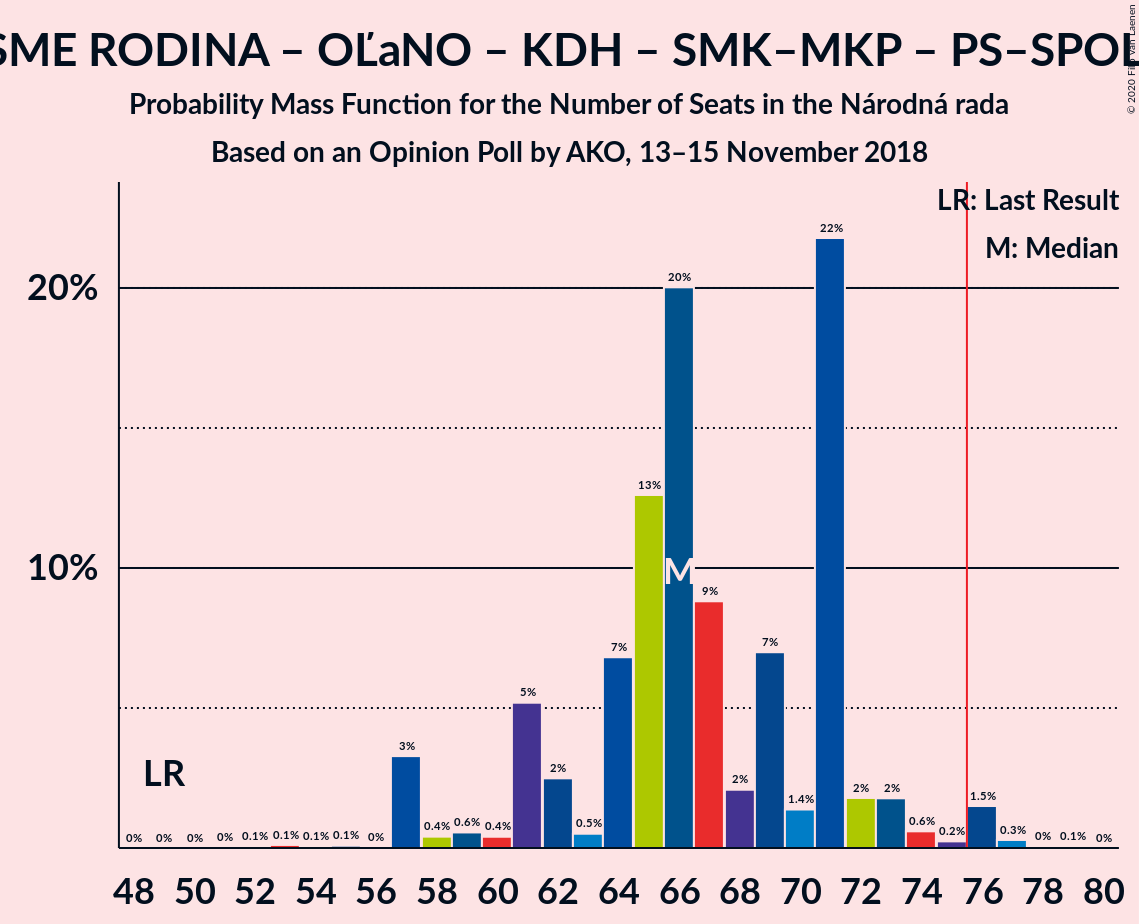 SME RODINA – OĽaNO – KDH – SMK–MKP – PS–SPOL
Probability Mass Function for the Number of Seats in the Národná rada
Based on an Opinion Poll by AKO, 13–15 November 2018
© 2020 Filip van Laenen
LR: Last Result
M: Median
20%
10%
LR
M
0% 0% 0% 0% 0.1% 0.1% 0.1% 0.1% 0% 3% 0.4% 0.6% 0.4% 5% 2% 0.5% 7% 13% 20% 9% 2% 7% 1.4% 22% 2% 2% 0.6% 0.2% 1.5% 0.3% 0% 0.1% 0%
48 50 52 54 56 58 60 62 64 66 68 70 72 74 76 78 80